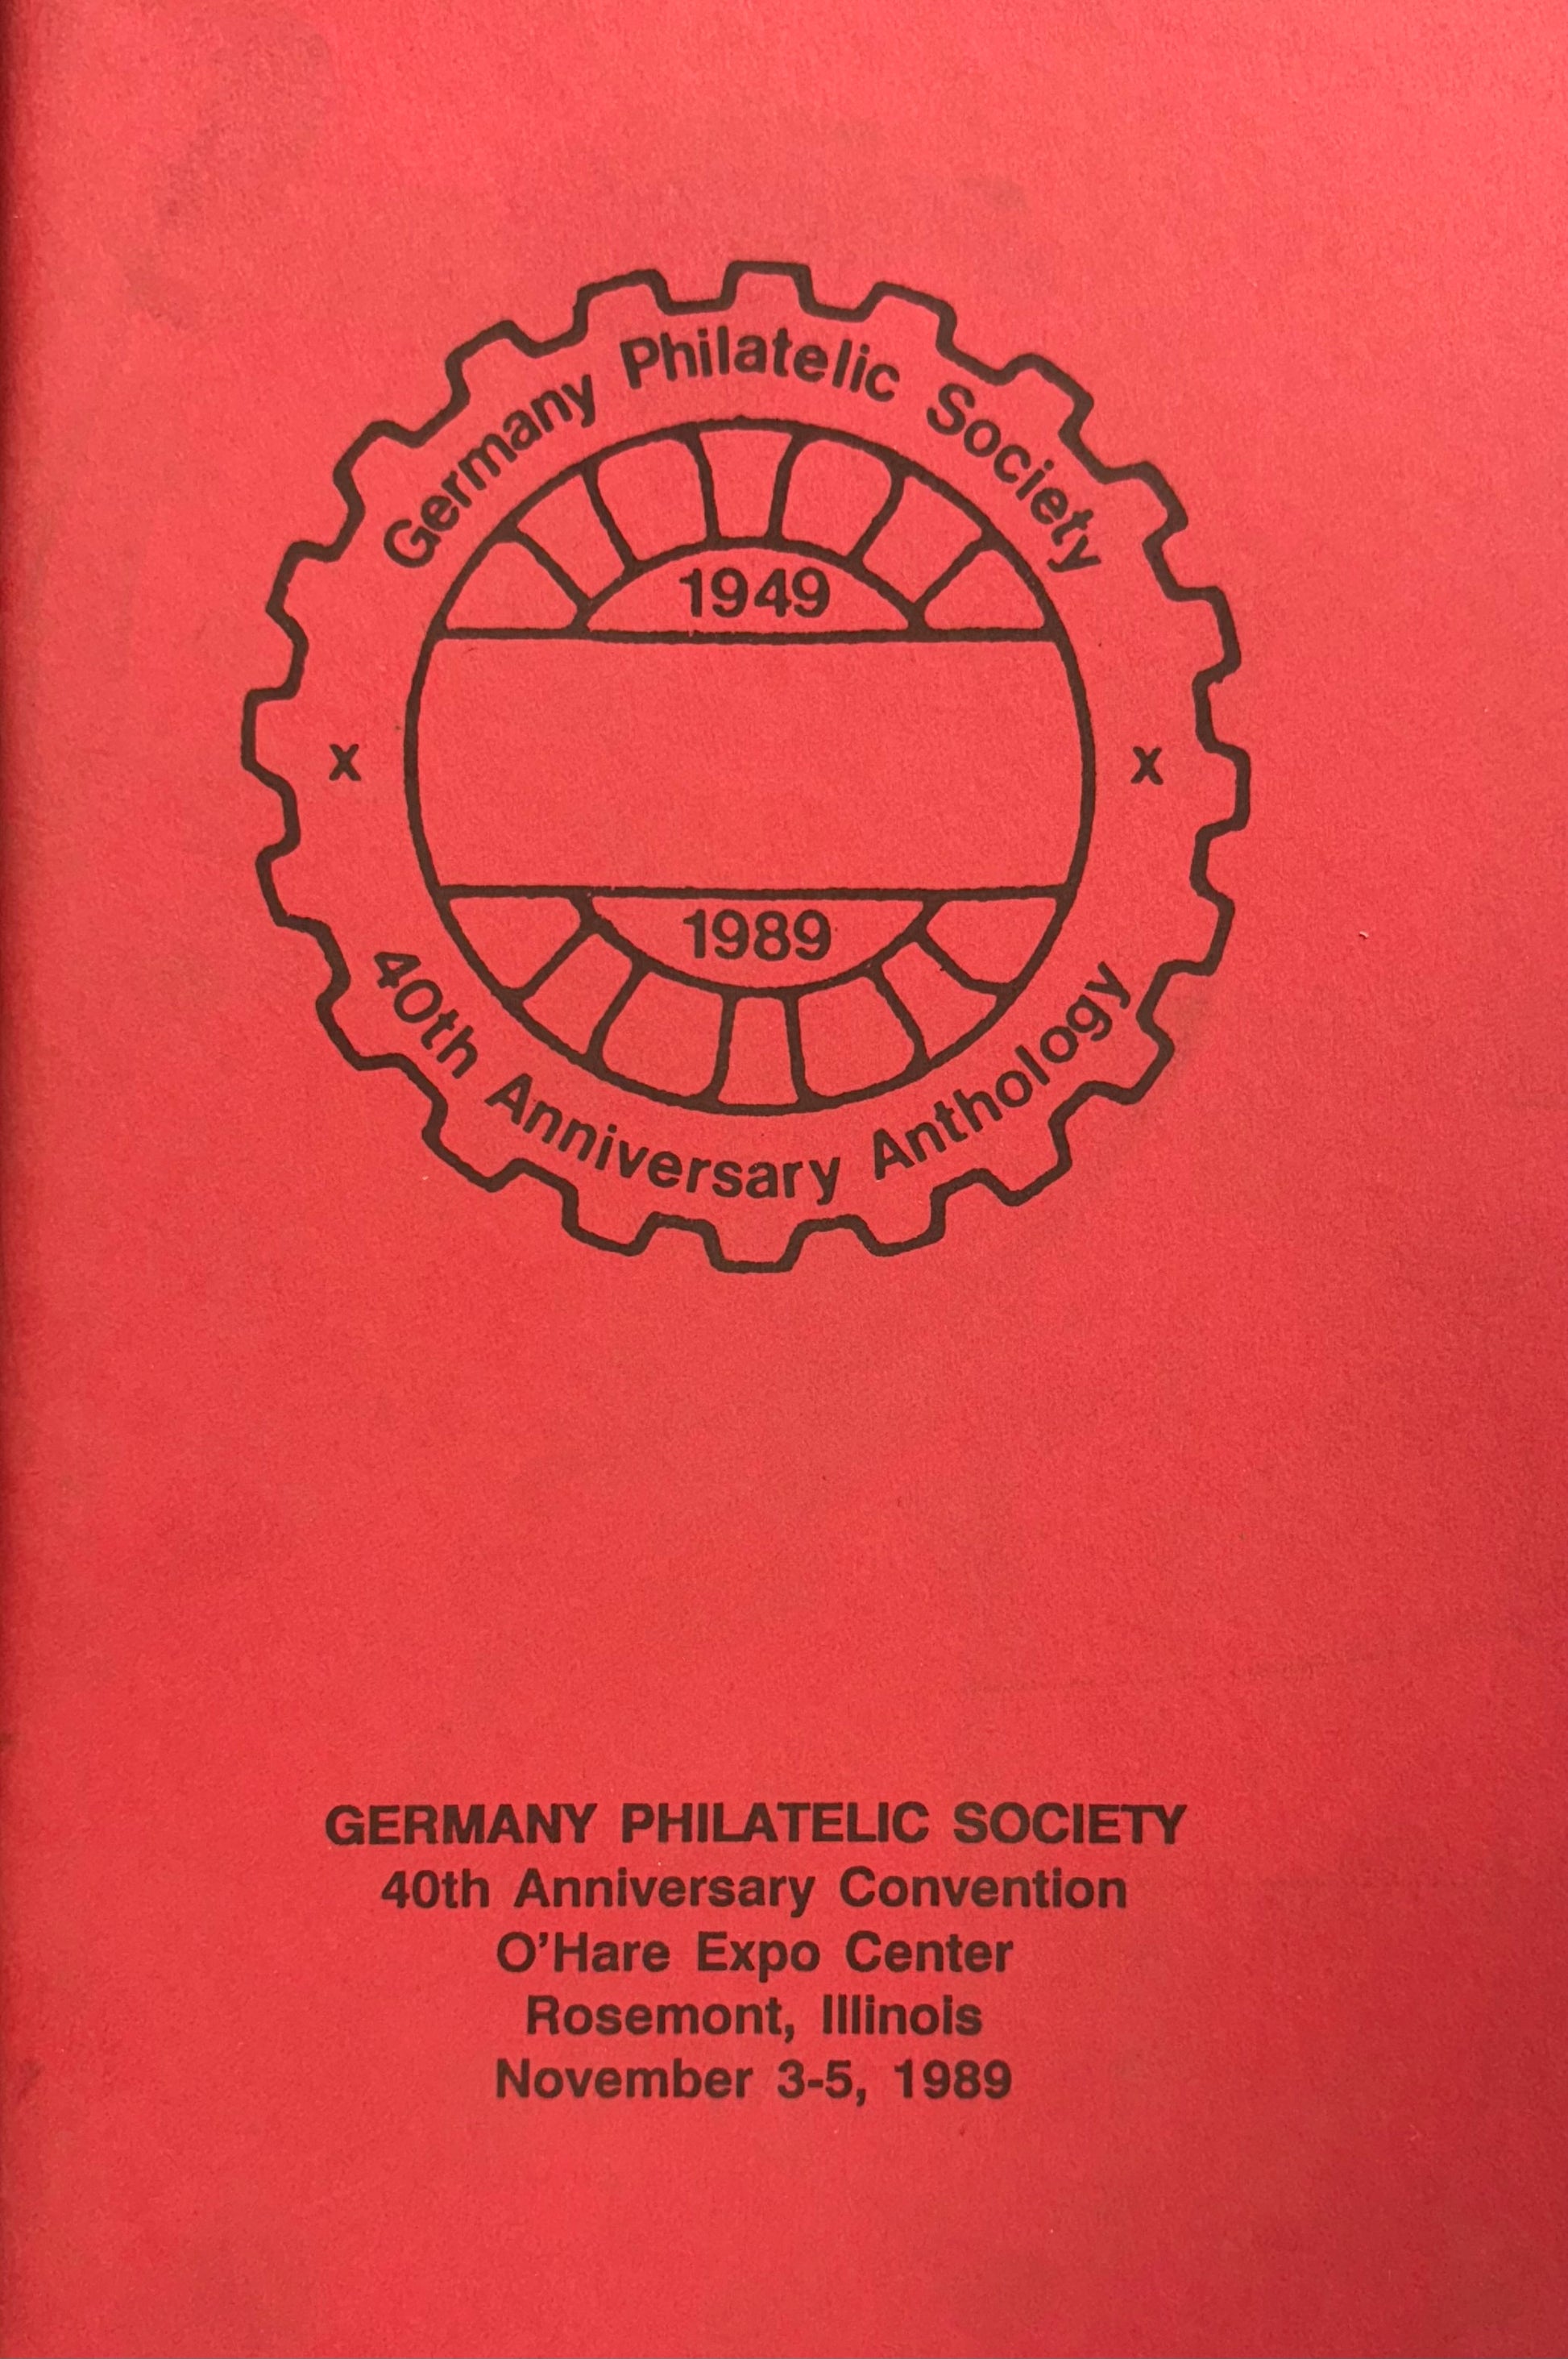 Germany Philatelic Society
1949
x x
1989
40th Anniversary Anthology
GERMANY PHILATELIC SOCIETY
40th Anniversary Convention
O'Hare Expo Center
Rosemont, Illinois
November 3-5, 1989